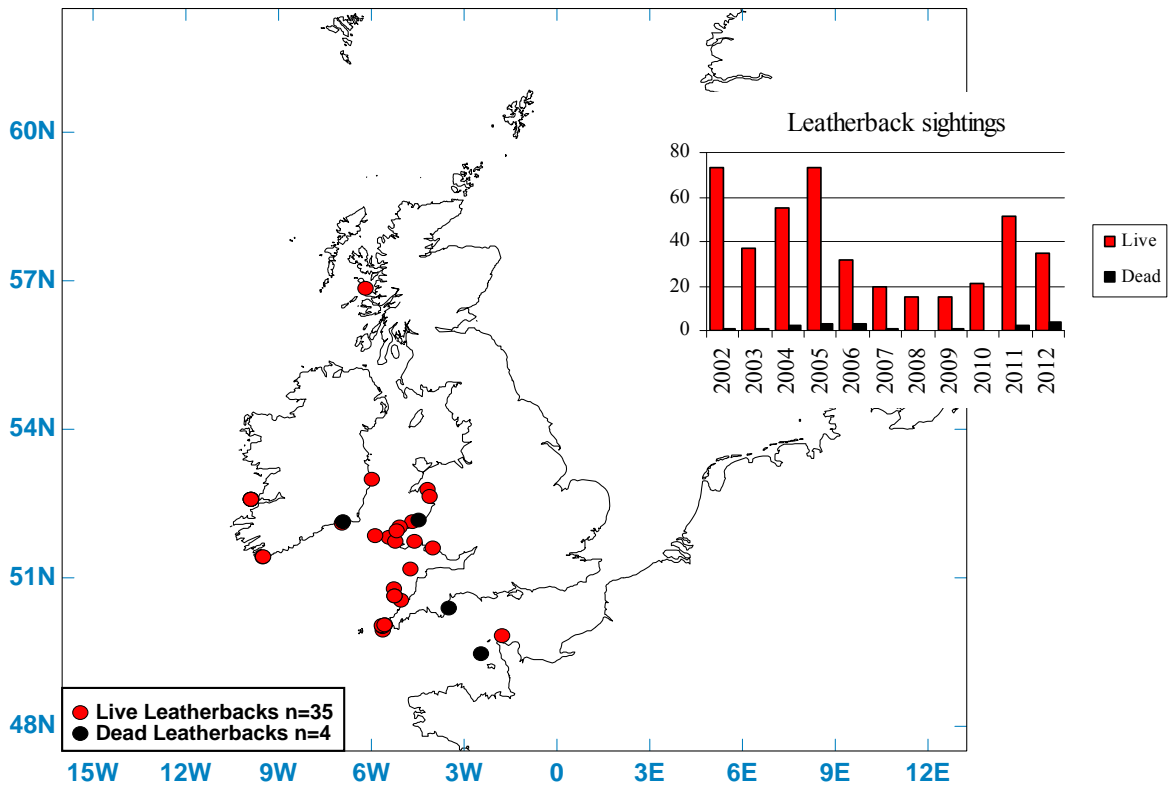 60N
57N
54N
51N
48N
15W 12W 9W 6W 3W 0 3E 6E 9E 12E
Leatherback sightings
80
60
40
20
0
2002 2003 2004 2005 2006 2007 2008 2009 2010 2011 2012
Live
Dead
Live Leatherbacks n=35
Dead Leatherbacks n=4